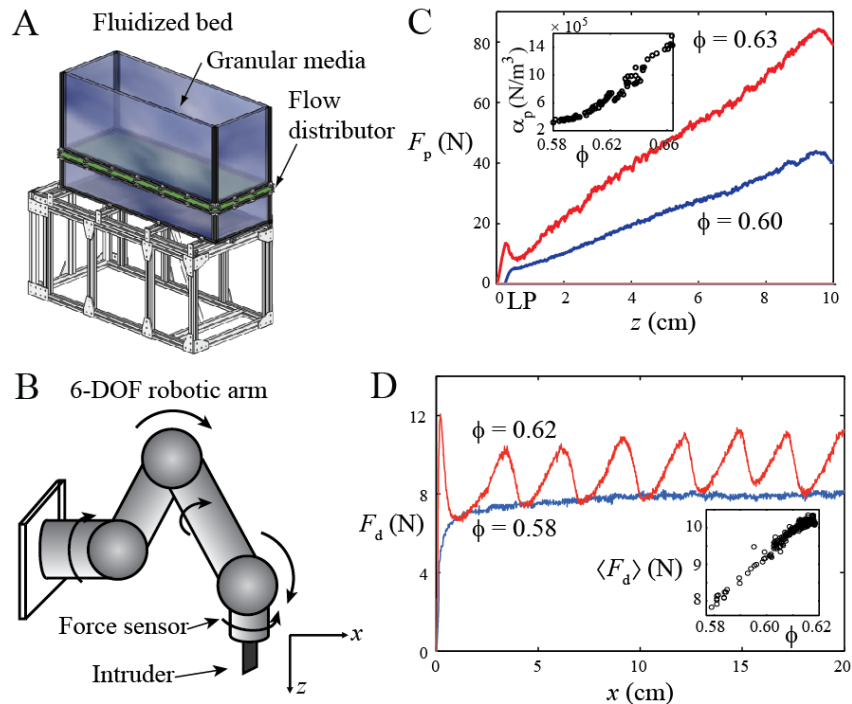 A
Fluidized bed
Granular media
Flow
distributor
B
6-DOF robotic arm
Force sensor
Intruder
x
z
C
80
60
40
20
0
F_p (N)
ϕ = 0.63
ϕ = 0.60
0
LP
2
4
6
8
10
z (cm)
× 10^5
14
10
6
2
α_p (N/m^3)
0.58
0.62
0.66
ϕ
D
12
8
4
0
F_d (N)
ϕ = 0.62
ϕ = 0.58
0
5
10
15
20
x (cm)
⟨F_d⟩ (N)
10
9
8
0.58
0.60
0.62
ϕ